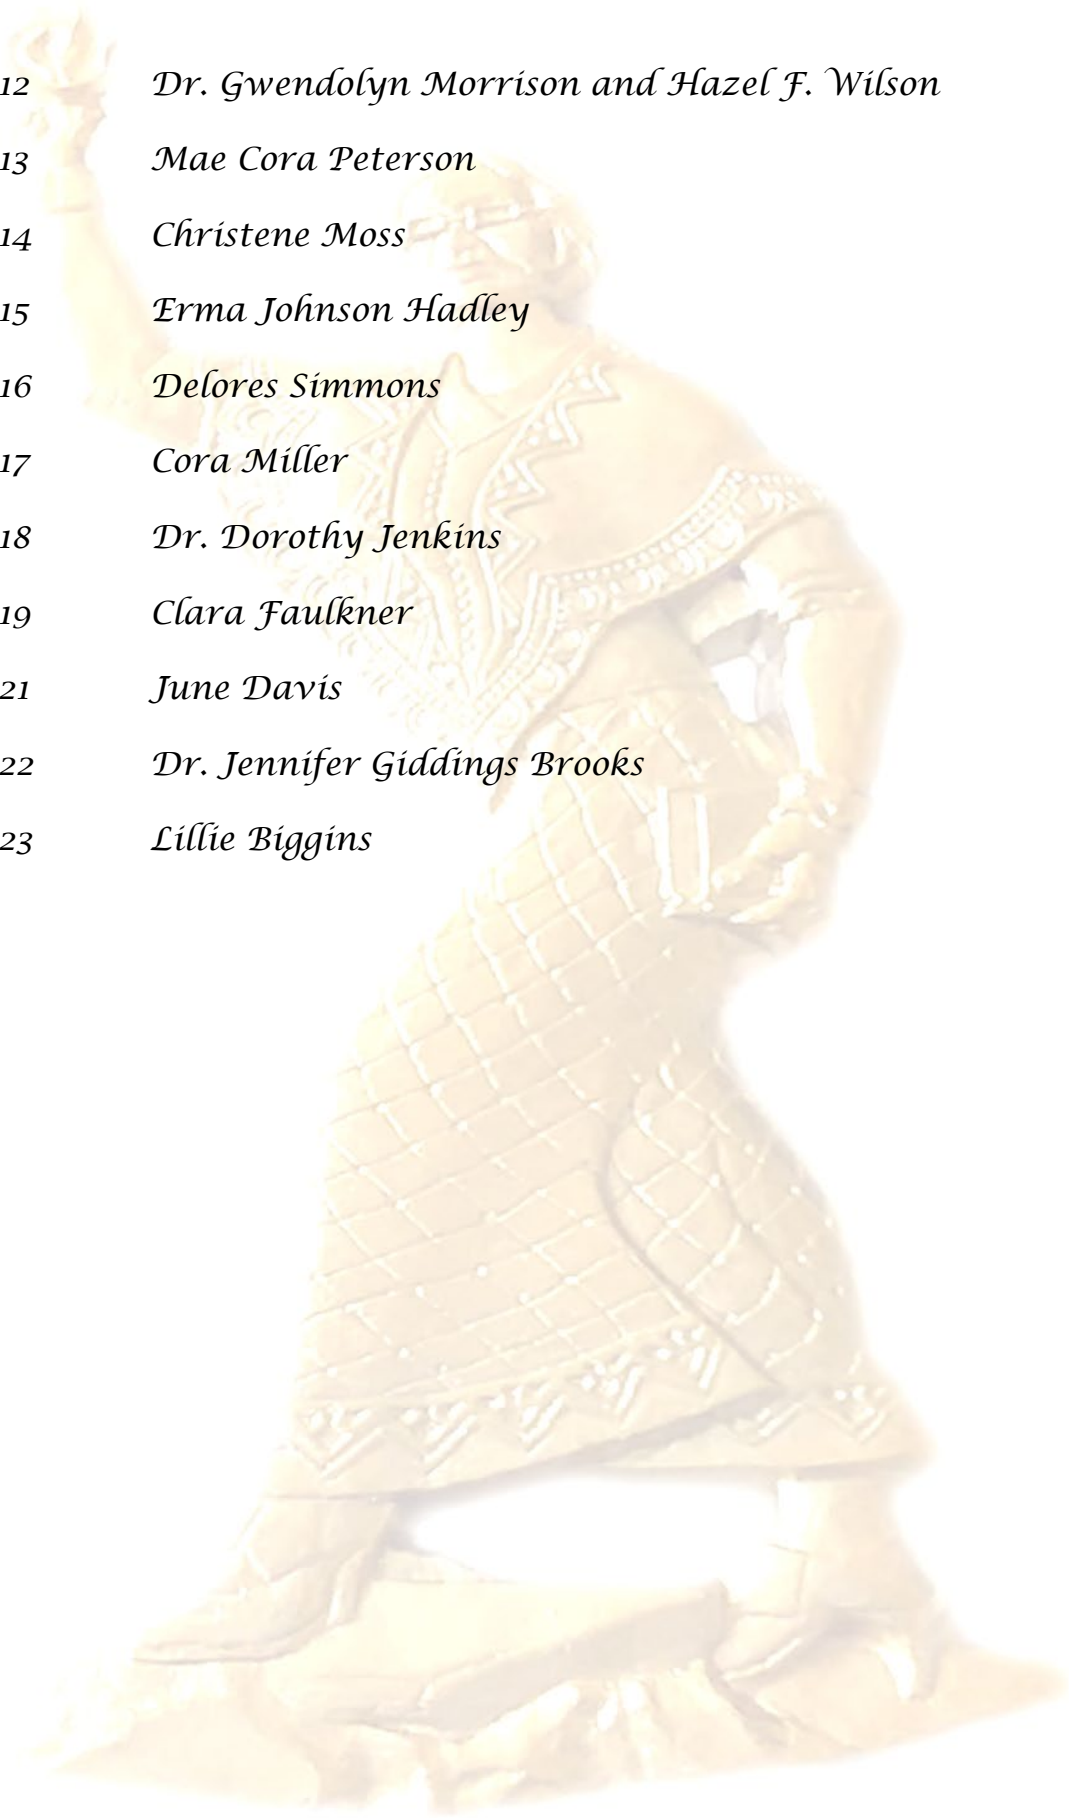 12 Dr. Gwendolyn Morrison and Hazel F. Wilson
13 Mae Cora Peterson
14 Christene Moss
15 Erma Johnson Hadley
16 Delores Simmons
17 Cora Miller
18 Dr. Dorothy Jenkins
19 Clara Faulkner
21 June Davis
22 Dr. Jennifer Giddings Brooks
23 Lillie Biggins